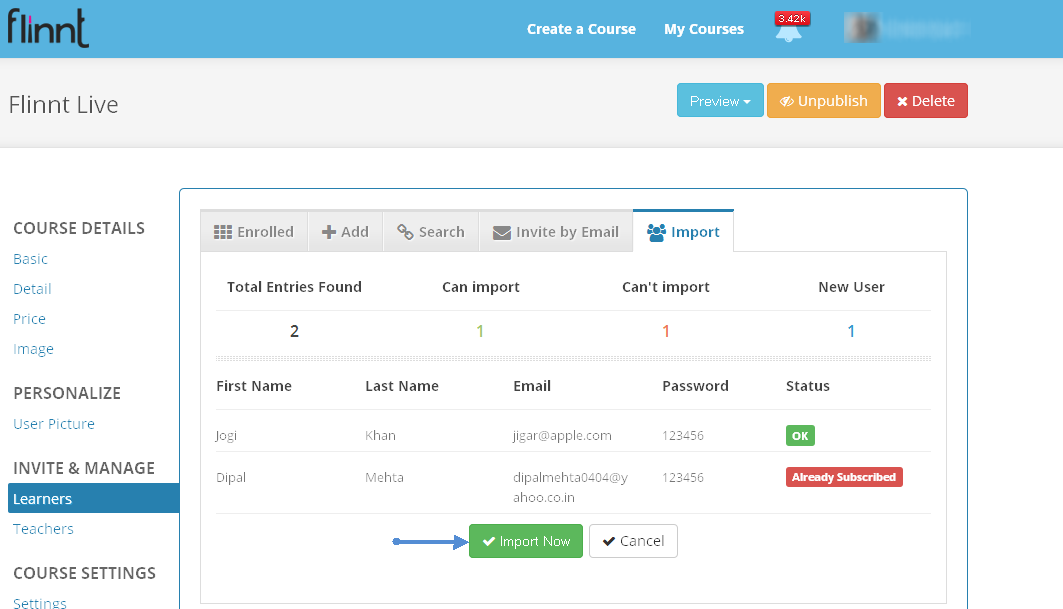 flinnt
Create a Course My Courses 3.42k
Flinnt Live
Preview Unpublish Delete
COURSE DETAILS
Basic
Detail
Price
Image
PERSONALIZE
User Picture
INVITE & MANAGE
Learners
Teachers
COURSE SETTINGS
Settings
Enrolled Add Search Invite by Email Import
Total Entries Found Can import Can't import New User
2 1 1 1
First Name Last Name Email Password Status
Jogi Khan jigar@apple.com 123456 OK
Dipal Mehta dipalmehta0404@y 123456 Already Subscribed
ahoo.co.in
Import Now Cancel